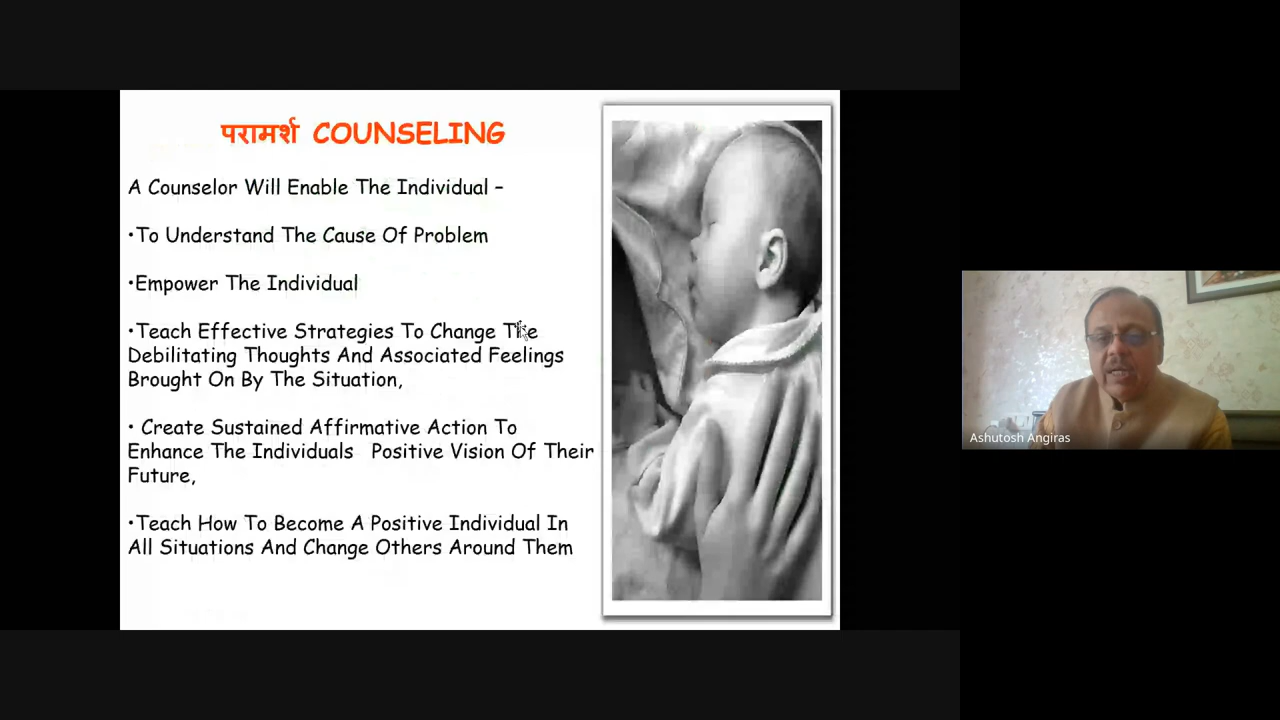 परामर्श COUNSELING
A Counselor Will Enable The Individual –
•To Understand The Cause Of Problem
•Empower The Individual
•Teach Effective Strategies To Change The
Debilitating Thoughts And Associated Feelings
Brought On By The Situation,
• Create Sustained Affirmative Action To
Enhance The Individuals Positive Vision Of Their
Future,
•Teach How To Become A Positive Individual In
All Situations And Change Others Around Them
Ashutosh Angiras